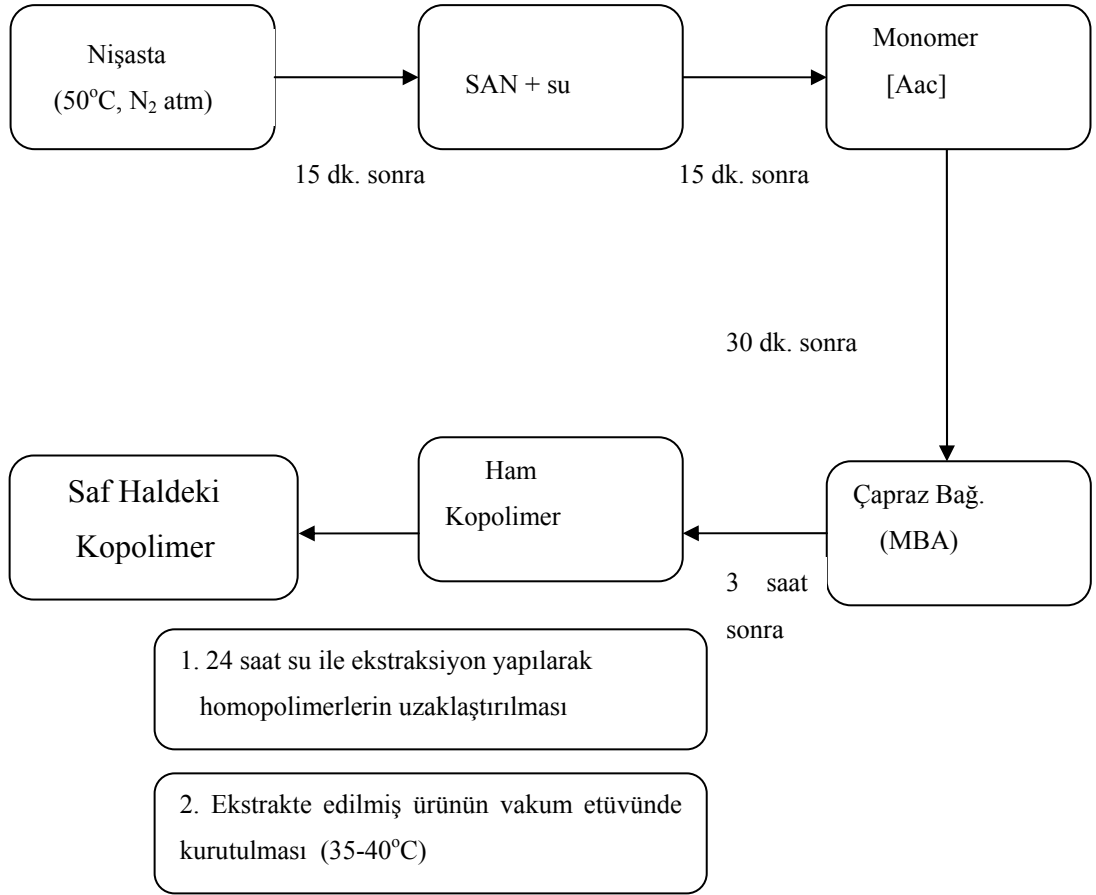 Nişasta
(50°C, N₂ atm)
SAN + su
Monomer
[Aac]
15 dk. sonra
15 dk. sonra
30 dk. sonra
Saf Haldeki
Kopolimer
Ham
Kopolimer
Çapraz Bağ.
(MBA)
3 saat
sonra
1. 24 saat su ile ekstraksiyon yapılarak
homopolimerlerin uzaklaştırılması
2. Ekstrakte edilmiş ürünün vakum etüvünde
kurutulması (35-40°C)